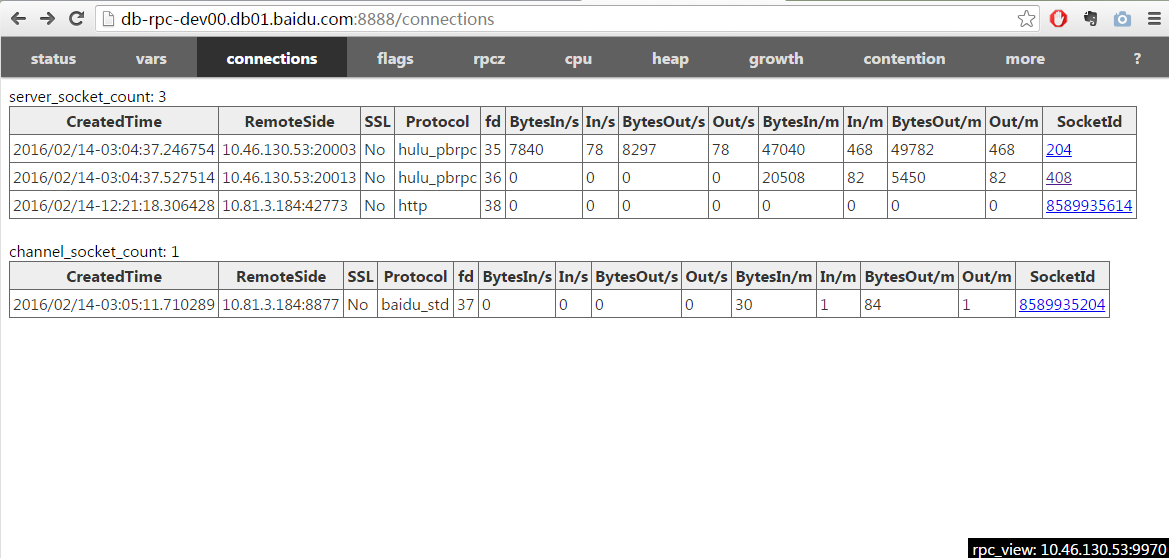 db-rpc-dev00.db01.baidu.com:8888/connections
status vars connections flags rpcz cpu heap growth contention more ?
server_socket_count: 3
CreatedTime RemoteSide SSL Protocol fd BytesIn/s In/s BytesOut/s Out/s BytesIn/m In/m BytesOut/m Out/m SocketId
2016/02/14-03:04:37.246754 10.46.130.53:20003 No hulu_pbrpc 35 7840 78 8297 78 47040 468 49782 468 204
2016/02/14-03:04:37.527514 10.46.130.53:20013 No hulu_pbrpc 36 0 0 0 0 20508 82 5450 82 408
2016/02/14-12:21:18.306428 10.81.3.184:42773 No http 38 0 0 0 0 0 0 0 0 8589935614
channel_socket_count: 1
CreatedTime RemoteSide SSL Protocol fd BytesIn/s In/s BytesOut/s Out/s BytesIn/m In/m BytesOut/m Out/m SocketId
2016/02/14-03:05:11.710289 10.81.3.184:8877 No baidu_std 37 0 0 0 0 30 1 84 1 8589935204
rpc_view: 10.46.130.53:9970